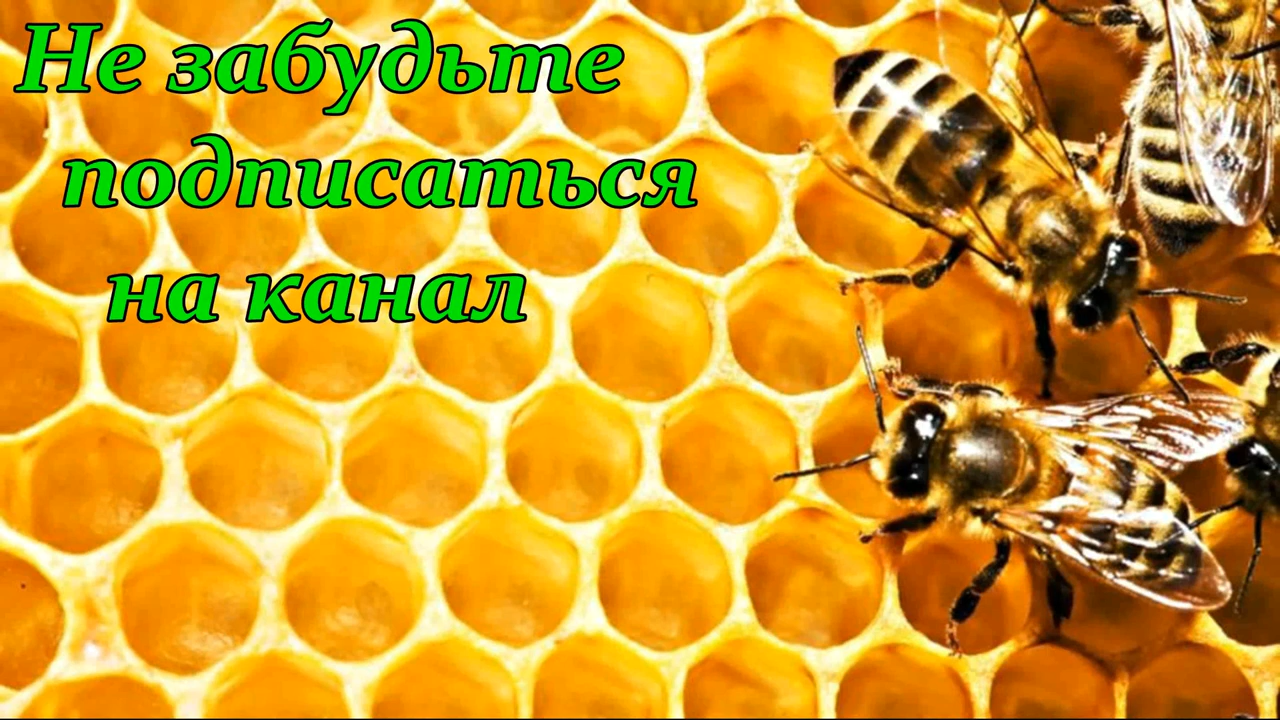 Не забудьте
подписаться
на канал